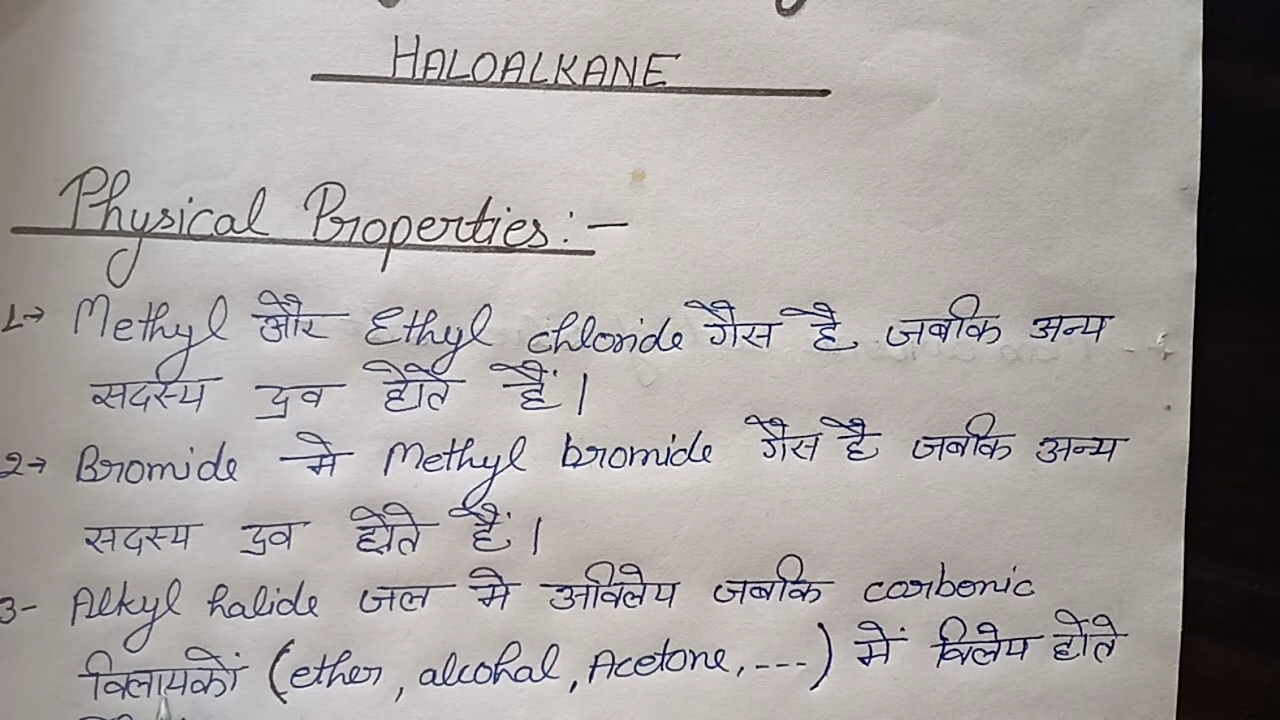 HALOALKANE
Physical Properties:-
1→ Methyl और Ethyl chloride गैस है जबकि अन्य
सदस्य द्रव होते हैं।
2→ Bromide मे Methyl bromide गैस है जबकि अन्य
सदस्य द्रव होते हैं।
3- Alkyl halide जल मे अविलेय जबकि carbonic
विलायकों (ether, alcohal, Acetone, ---) में विलेय होते